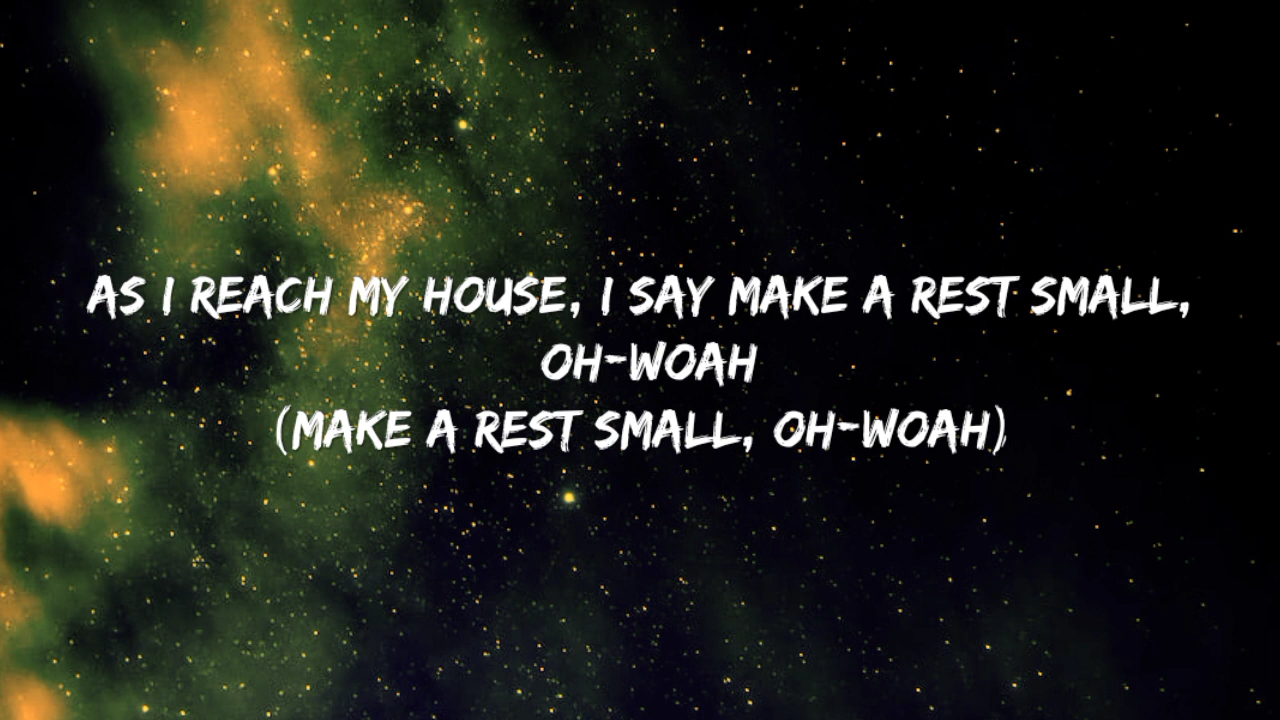 AS I REACH MY HOUSE, I SAY MAKE A REST SMALL,
OH-WOAH
(MAKE A REST SMALL, OH-WOAH)